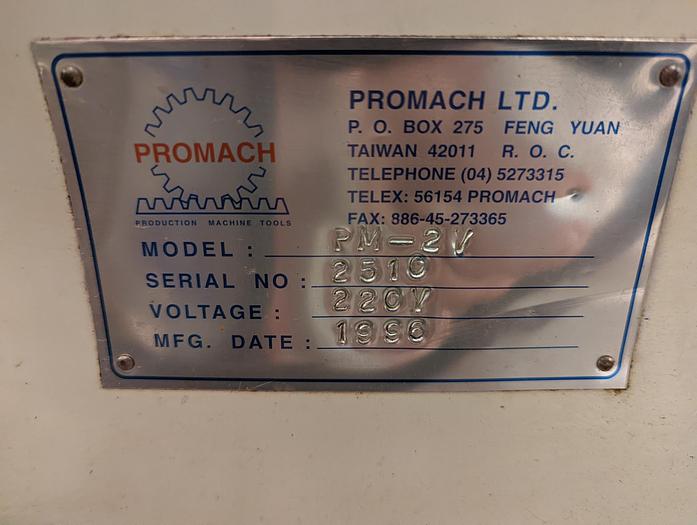 PROMACH
PRODUCTION MACHINE TOOLS
PROMACH LTD.
P. O. BOX 275 FENG YUAN
TAIWAN 42011 R. O. C.
TELEPHONE (04) 5273315
TELEX: 56154 PROMACH
FAX: 886-45-273365
MODEL : PM-2V
SERIAL NO : 2510
VOLTAGE : 220V
MFG. DATE : 1996